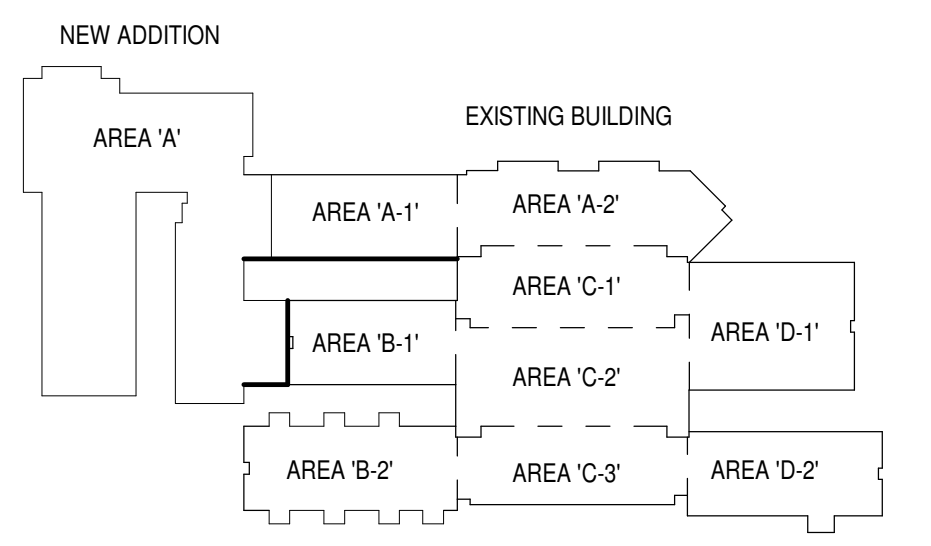 NEW ADDITION
EXISTING BUILDING
AREA 'A'
AREA 'A-1'
AREA 'A-2'
AREA 'C-1'
AREA 'D-1'
AREA 'B-1'
AREA 'C-2'
AREA 'B-2'
AREA 'C-3'
AREA 'D-2'